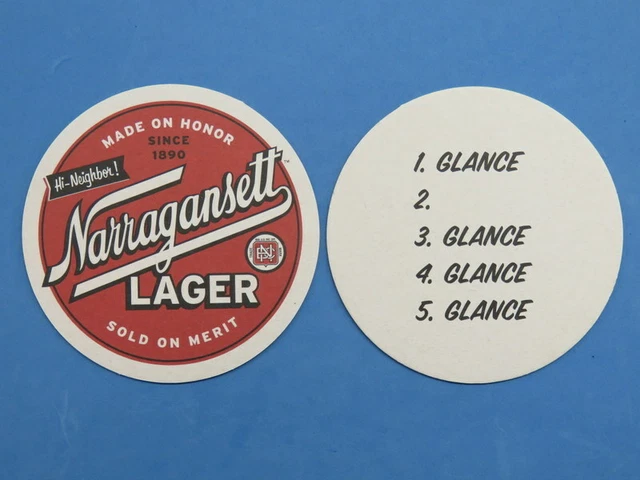 MADE ON HONOR
SINCE
1890
Hi-Neighbor!
Narragansett
LAGER
SOLD ON MERIT
1. GLANCE
2.
3. GLANCE
4. GLANCE
5. GLANCE